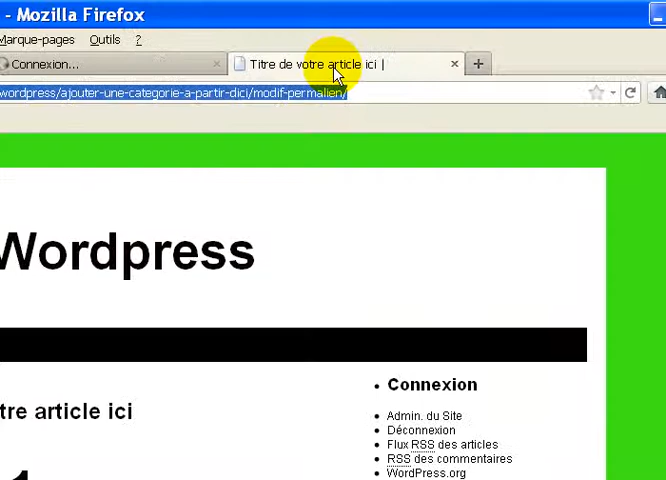 - Mozilla Firefox
Marque-pages Outils ?
Connexion... Titre de votre article ici |
wordpress/ajouter-une-categorie-a-partir-dici/modif-permalien/
Wordpress
tre article ici
Connexion
Admin. du Site
Déconnexion
Flux RSS des articles
RSS des commentaires
WordPress.org